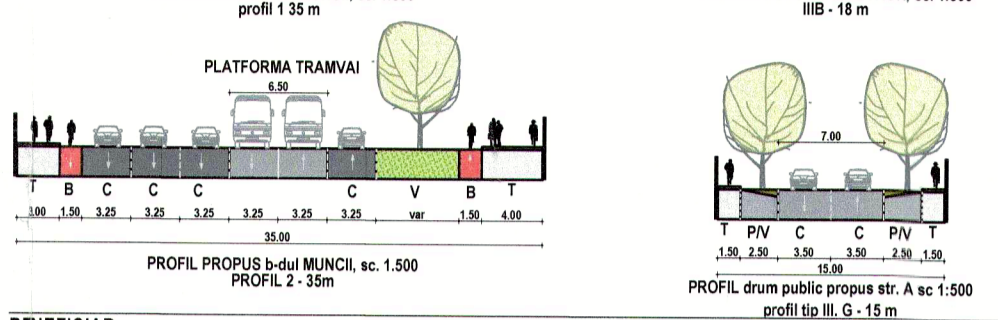 profil 1 35 m
IIIB - 18 m
PLATFORMA TRAMVAI
6.50
T B C C C C V B T
3.00 1.50 3.25 3.25 3.25 3.25 3.25 3.25 var 1.50 4.00
35.00
PROFIL PROPUS b-dul MUNCII, sc. 1.500
PROFIL 2 - 35m
7.00
T P/V C C P/V T
1.50 2.50 3.50 3.50 2.50 1.50
15.00
PROFIL drum public propus str. A sc 1:500
profil tip III. G - 15 m